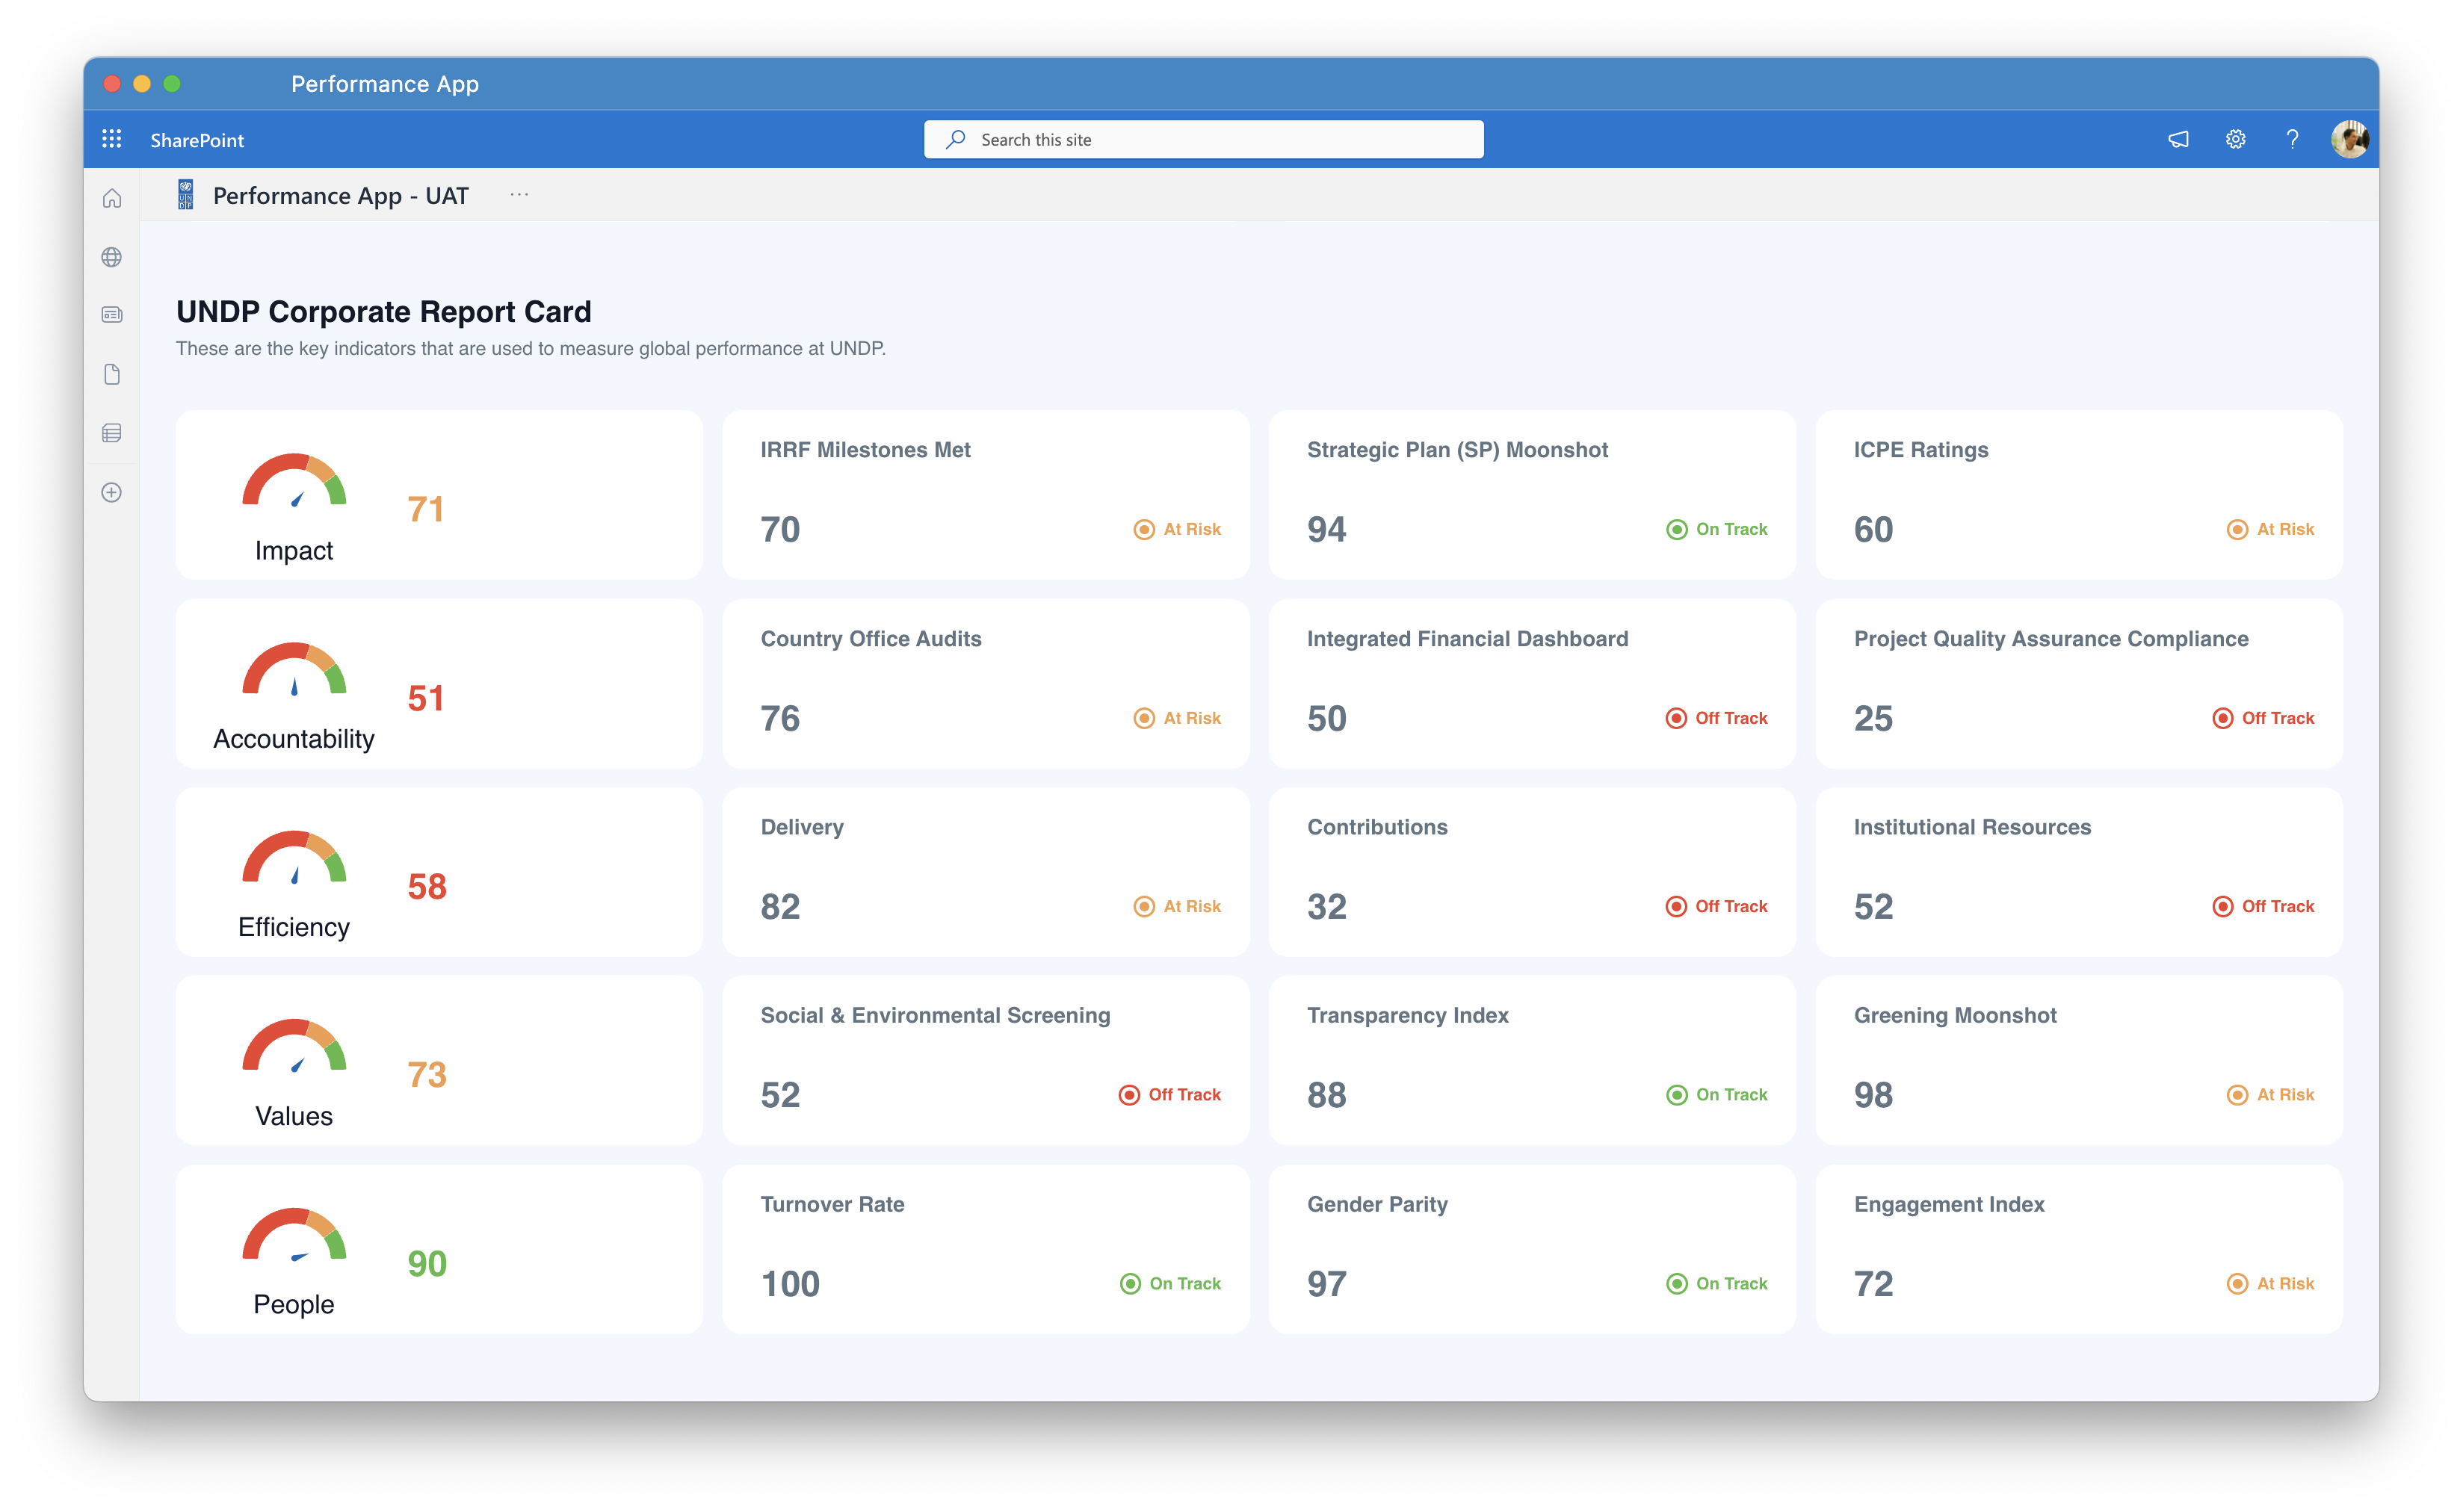 Performance App
SharePoint
Search this site
UN
DP
Performance App - UAT ...
UNDP Corporate Report Card
These are the key indicators that are used to measure global performance at UNDP.
71
Impact
IRRF Milestones Met
70
At Risk
Strategic Plan (SP) Moonshot
94
On Track
ICPE Ratings
60
At Risk
51
Accountability
Country Office Audits
76
At Risk
Integrated Financial Dashboard
50
Off Track
Project Quality Assurance Compliance
25
Off Track
58
Efficiency
Delivery
82
At Risk
Contributions
32
Off Track
Institutional Resources
52
Off Track
73
Values
Social & Environmental Screening
52
Off Track
Transparency Index
88
On Track
Greening Moonshot
98
At Risk
90
People
Turnover Rate
100
On Track
Gender Parity
97
On Track
Engagement Index
72
At Risk